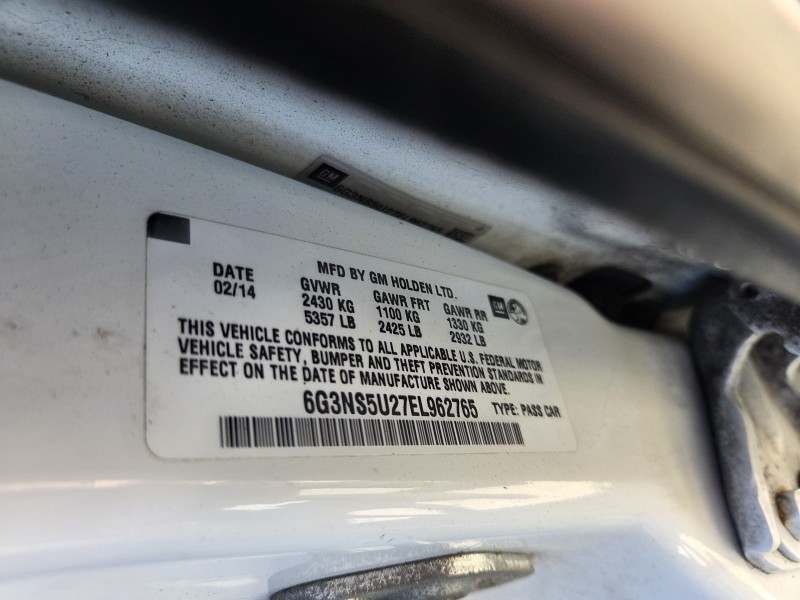 GM
MFD BY GM HOLDEN LTD.
DATE GVWR GAWR FRT GAWR RR
02/14 2430 KG 1100 KG 1330 KG
5357 LB 2425 LB 2932 LB
GM
THIS VEHICLE CONFORMS TO ALL APPLICABLE U.S. FEDERAL MOTOR
VEHICLE SAFETY, BUMPER AND THEFT PREVENTION STANDARDS IN
EFFECT ON THE DATE OF MANUFACTURE SHOWN ABOVE.
6G3NS5U27EL962765 TYPE: PASS CAR